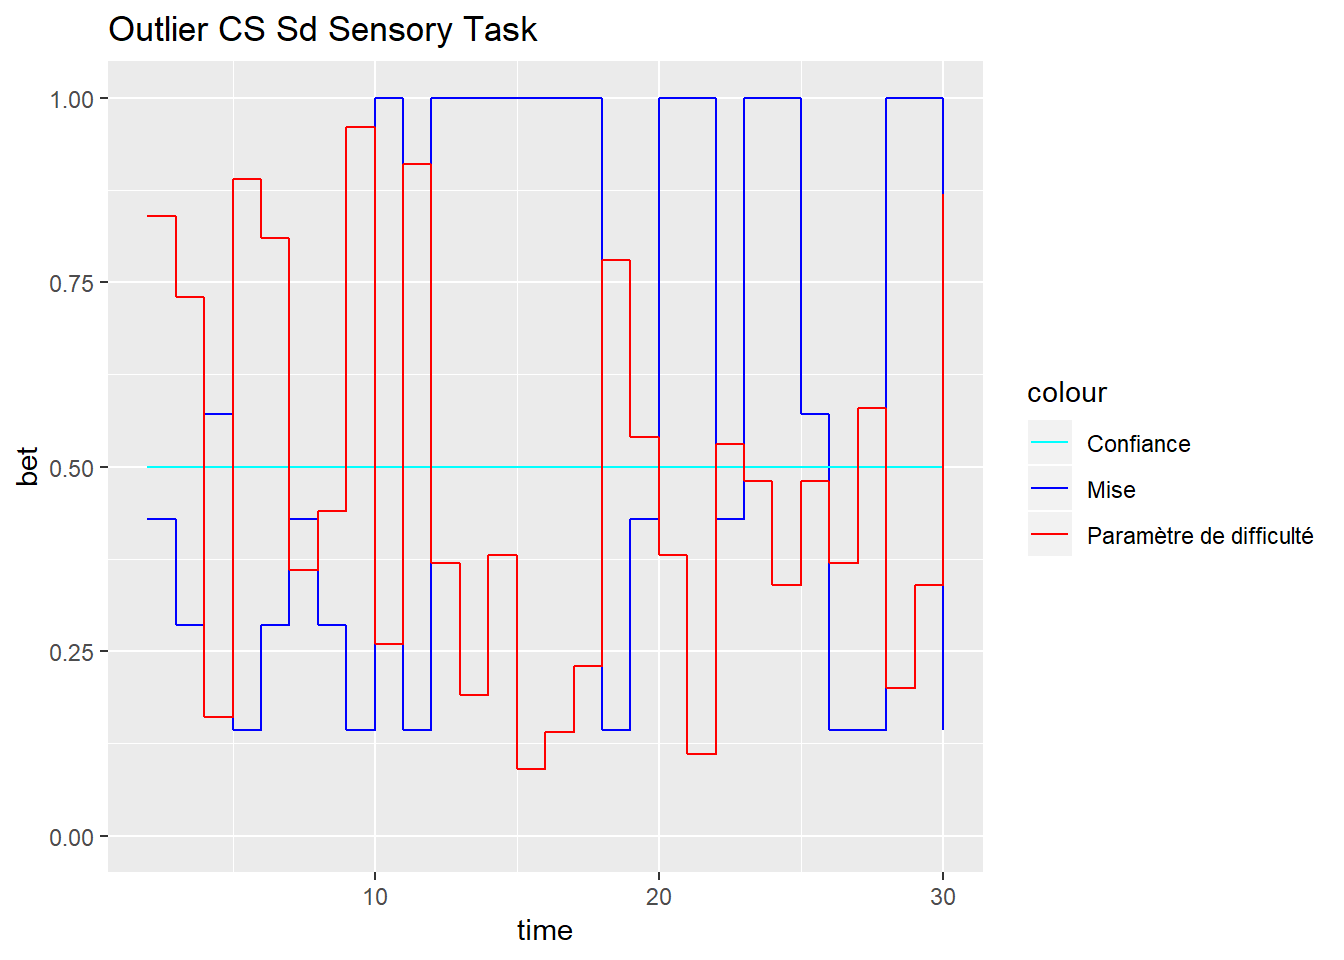 Outlier CS Sd Sensory Task
1.00
0.75
0.50
0.25
0.00
bet
10
20
30
time
colour
Confiance
Mise
Paramètre de difficulté